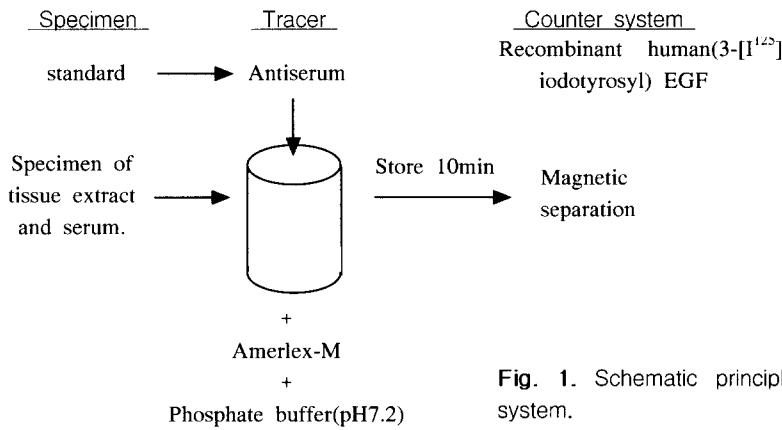 Specimen
Tracer
Counter system
standard
Antiserum
Recombinant human(3-[I125]
iodotyrosyl) EGF
Specimen of
tissue extract
and serum.
Store 10min
Magnetic
separation
+
Amerlex-M
+
Phosphate buffer(pH7.2)
Fig. 1. Schematic principl
system.